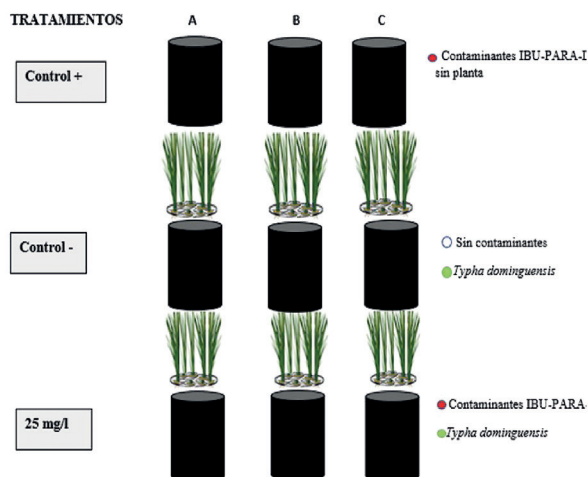 TRATAMIENTOS A B C
Control +
Contaminantes IBU-PARA-
sin planta
Control -
Sin contaminantes
Typha dominguensis
25 mg/l
Contaminantes IBU-PARA-
Typha dominguensis